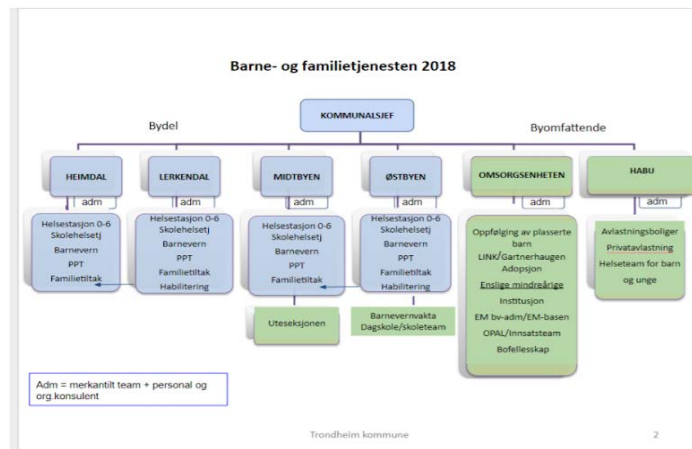 Barne- og familietjenesten 2018
KOMMUNALSJEF
Bydel
Byomfattende
HEIMDAL
adm
LERKENDAL
adm
MIDTBYEN
adm
ØSTBYEN
adm
OMSORGSENHETEN
adm
HABU
adm
Helsestasjon 0-6
Skolehelsetj
Barnevern
PPT
Familietiltak
Helsestasjon 0-6
Skolehelsetj
Barnevern
PPT
Familietiltak
Habilitering
Helsestasjon 0-6
Skolehelsetj
Barnevern
PPT
Familietiltak
Helsestasjon 0-6
Skolehelsetj
Barnevern
PPT
Familietiltak
Habilitering
Oppfølging av plasserte
barn
LINK/Gartnerhaugen
Adopsjon
Enslige mindreårige
Institusjon
EM bv-adm/EM-basen
OPAL/Innsatsteam
Bofellesskap
Avlastningsboliger
Privatavlastning
Helseteam for barn
og unge
Uteseksjonen
Barnevernvakta
Dagskole/skoleteam
Adm = merkantilt team + personal og
org.konsulent
Trondheim kommune
2